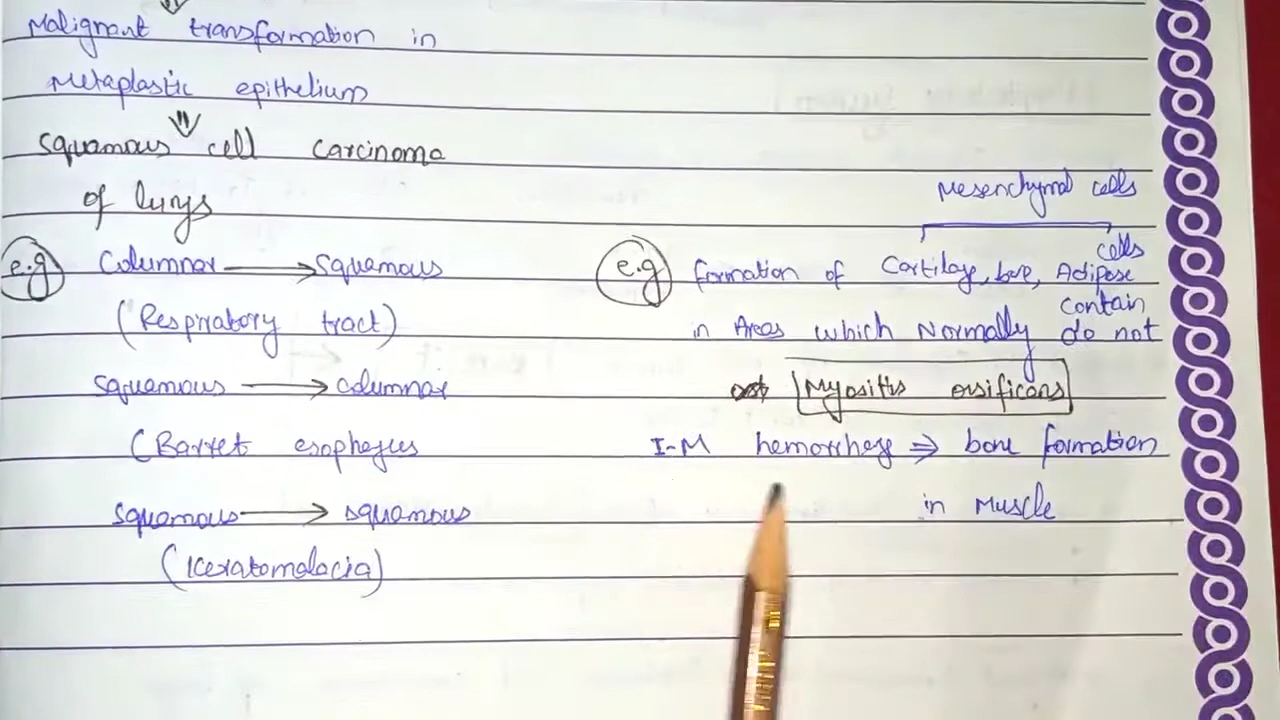 Malignant transformation in
Metaplastic epithelium
squamous cell carcinoma
of lungs
e.g columnar → squamous
(Respiratory tract)
squamous → columnar
(Barret esophagus
squamous → squamous
(Keratomalacia)
Mesenchymal cells
e.g formation of Cartilage, bone, Adipose cells
in Areas which Normally do not contain
Myositis ossificans
I-M hemorrhage ⇒ bone formation
in Muscle